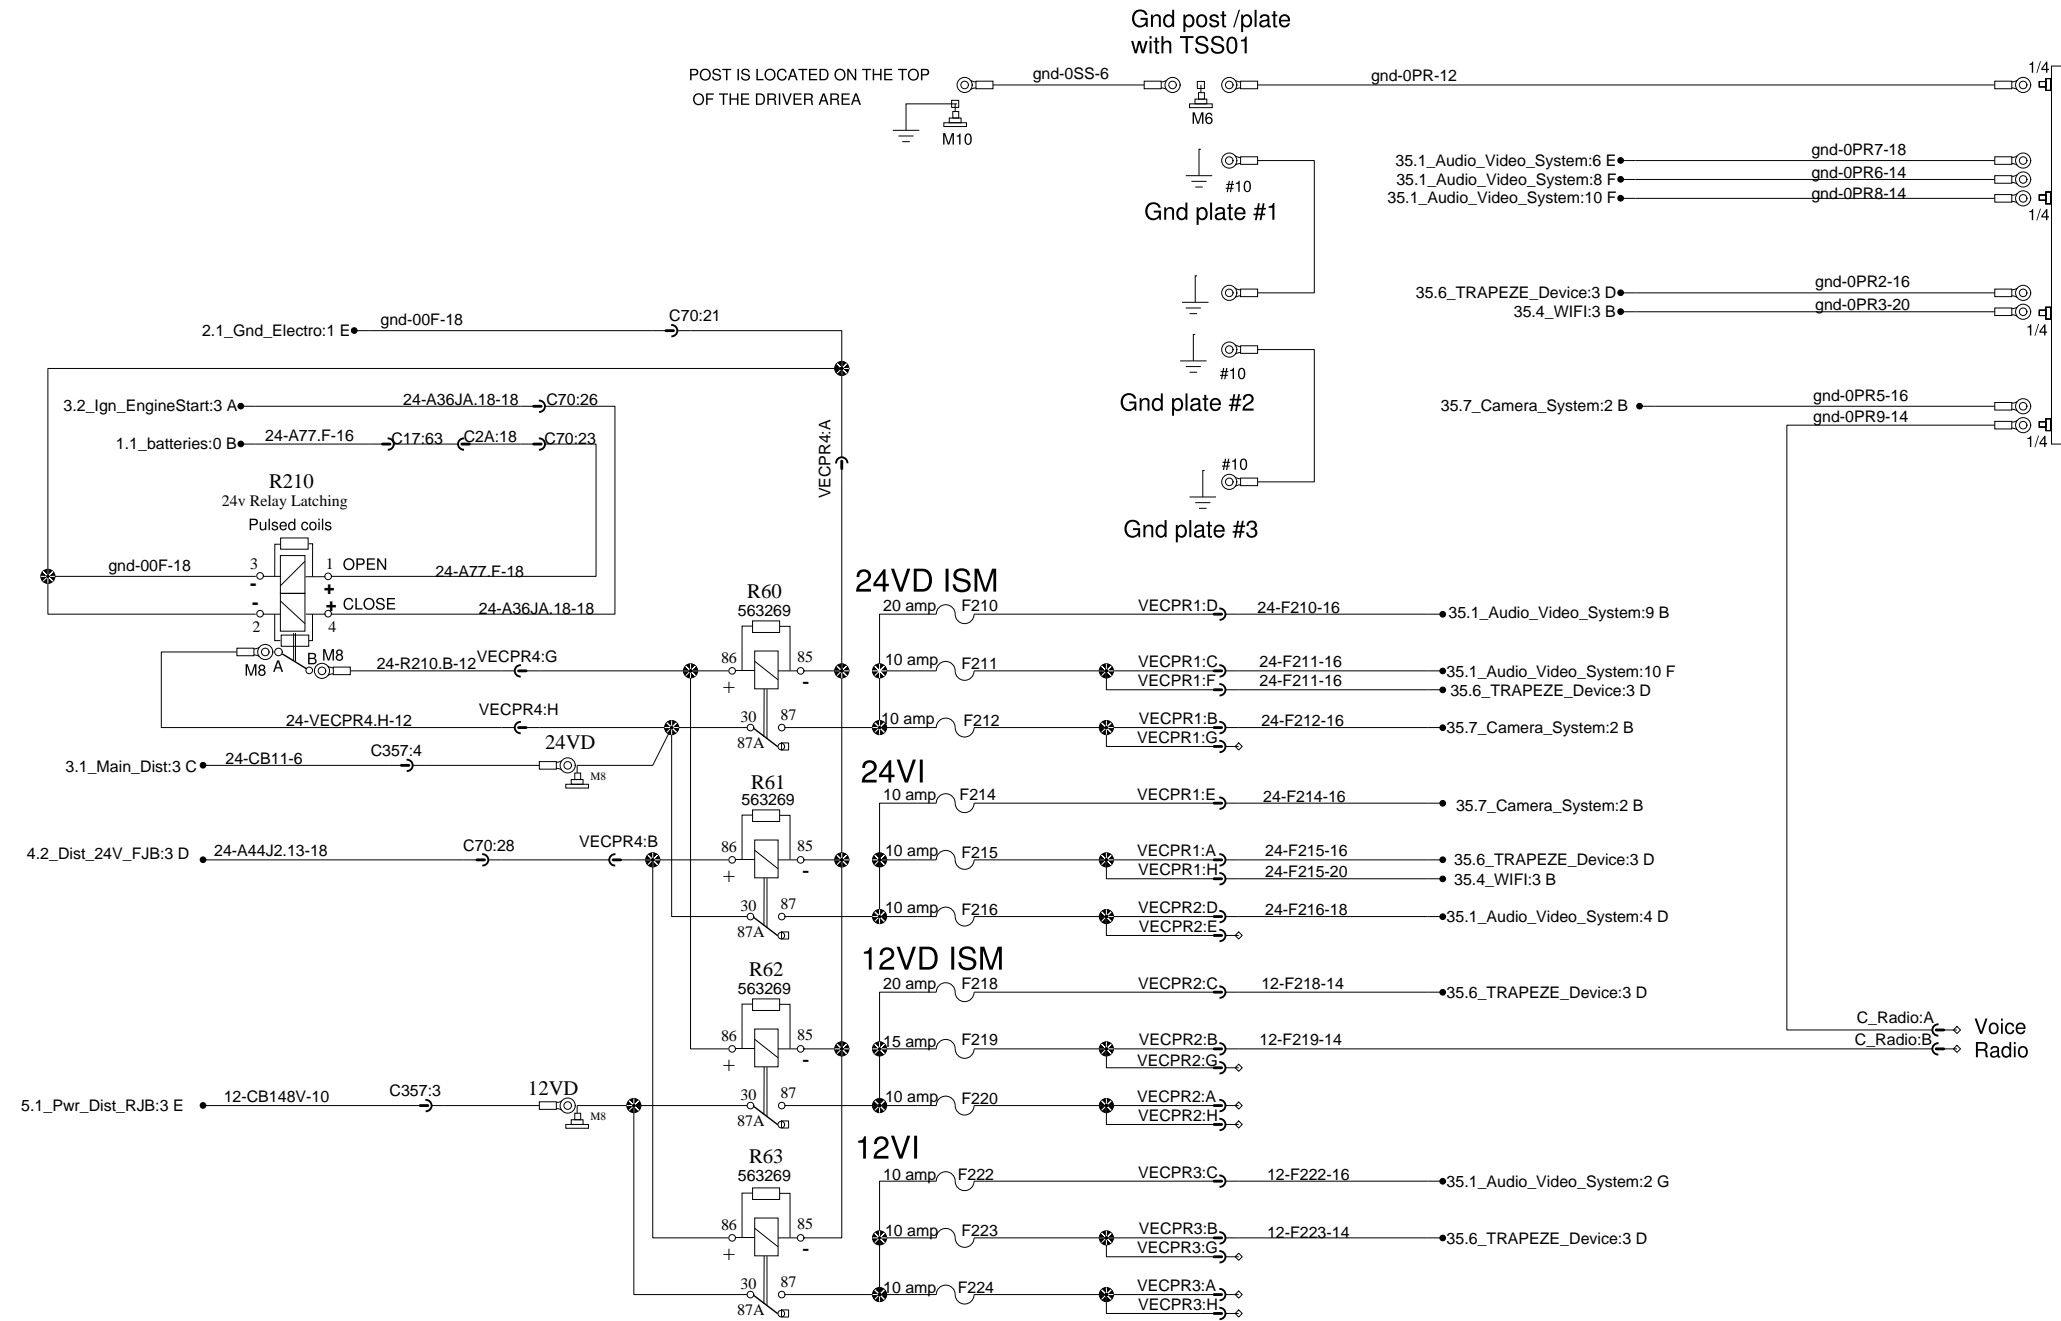 Gnd post /plate
with TSS01
POST IS LOCATED ON THE TOP
OF THE DRIVER AREA
gnd-0SS-6
gnd-0PR-12
1/4
M10
M6
35.1_Audio_Video_System:6 E
gnd-0PR7-18
35.1_Audio_Video_System:8 F
gnd-0PR6-14
35.1_Audio_Video_System:10 F
gnd-0PR8-14
1/4
#10
Gnd plate #1
35.6_TRAPEZE_Device:3 D
gnd-0PR2-16
35.4_WIFI:3 B
gnd-0PR3-20
1/4
#10
Gnd plate #2
35.7_Camera_System:2 B
gnd-0PR5-16
gnd-0PR9-14
1/4
#10
Gnd plate #3
2.1_Gnd_Electro:1 E
gnd-00F-18
C70:21
3.2_Ign_EngineStart:3 A
24-A36JA.18-18
C70:26
1.1_batteries:0 B
24-A77.F-16
C17:63
C2A:18
C70:23
VECPR4:A
R210
24v Relay Latching
Pulsed coils
gnd-00F-18
3
-
1
OPEN
+
24-A77.F-18
-
2
+
CLOSE
4
24-A36JA.18-18
M8
A
B
M8
24-R210.B-12
VECPR4:G
24-VECPR4.H-12
VECPR4:H
3.1_Main_Dist:3 C
24-CB11-6
C357:4
24VD
M8
4.2_Dist_24V_FJB:3 D
24-A44J2.13-18
C70:28
VECPR4:B
5.1_Pwr_Dist_RJB:3 E
12-CB148V-10
C357:3
12VD
M8
R60
563269
86
85
+
-
30
87
87A
24VD ISM
20 amp
F210
VECPR1:D
24-F210-16
35.1_Audio_Video_System:9 B
10 amp
F211
VECPR1:C
24-F211-16
35.1_Audio_Video_System:10 F
VECPR1:F
24-F211-16
35.6_TRAPEZE_Device:3 D
10 amp
F212
VECPR1:B
24-F212-16
35.7_Camera_System:2 B
VECPR1:G
R61
563269
86
85
+
-
30
87
87A
24VI
10 amp
F214
VECPR1:E
24-F214-16
35.7_Camera_System:2 B
10 amp
F215
VECPR1:A
24-F215-16
35.6_TRAPEZE_Device:3 D
VECPR1:H
24-F215-20
35.4_WIFI:3 B
10 amp
F216
VECPR2:D
24-F216-18
35.1_Audio_Video_System:4 D
VECPR2:E
R62
563269
86
85
+
-
30
87
87A
12VD ISM
20 amp
F218
VECPR2:C
12-F218-14
35.6_TRAPEZE_Device:3 D
15 amp
F219
VECPR2:B
12-F219-14
VECPR2:G
C_Radio:A
C_Radio:B
Voice
Radio
10 amp
F220
VECPR2:A
VECPR2:H
R63
563269
86
85
+
-
30
87
87A
12VI
10 amp
F222
VECPR3:C
12-F222-16
35.1_Audio_Video_System:2 G
10 amp
F223
VECPR3:B
12-F223-14
35.6_TRAPEZE_Device:3 D
VECPR3:G
10 amp
F224
VECPR3:A
VECPR3:H